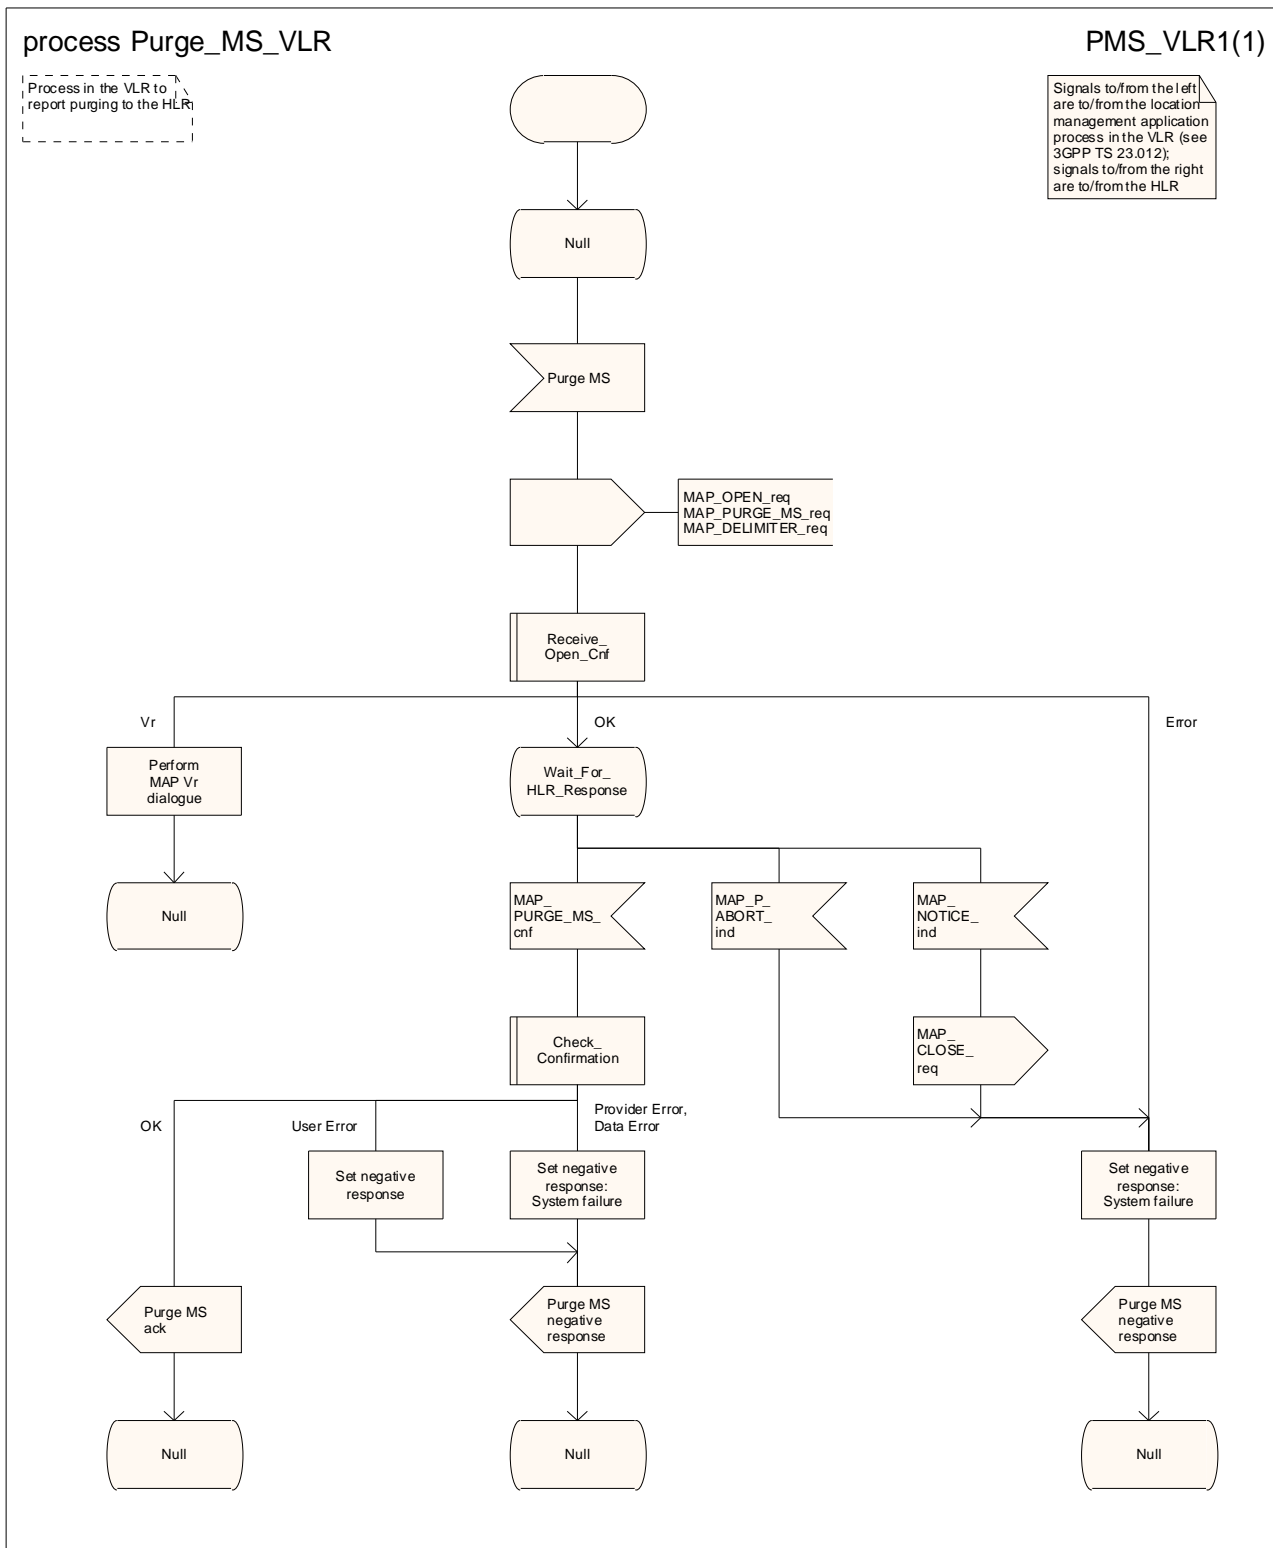 process Purge_MS_VLR
PMS_VLR1(1)
Process in the VLR to
report purging to the HLR
Signals to/from the left
are to/from the location
management application
process in the VLR (see
3GPP TS 23.012);
signals to/from the right
are to/from the HLR
Null
Purge MS
MAP_OPEN_req
MAP_PURGE_MS_req
MAP_DELIMITER_req
Receive_
Open_Cnf
Vr
OK
Error
Perform
MAP Vr
dialogue
Wait_For_
HLR_Response
Null
MAP_
PURGE_MS_
cnf
MAP_P_
ABORT_
ind
MAP_
NOTICE_
ind
Check_
Confirmation
MAP_
CLOSE_
req
OK
User Error
Provider Error,
Data Error
Set negative
response
Set negative
response:
System failure
Set negative
response:
System failure
Purge MS
ack
Purge MS
negative
response
Purge MS
negative
response
Null
Null
Null